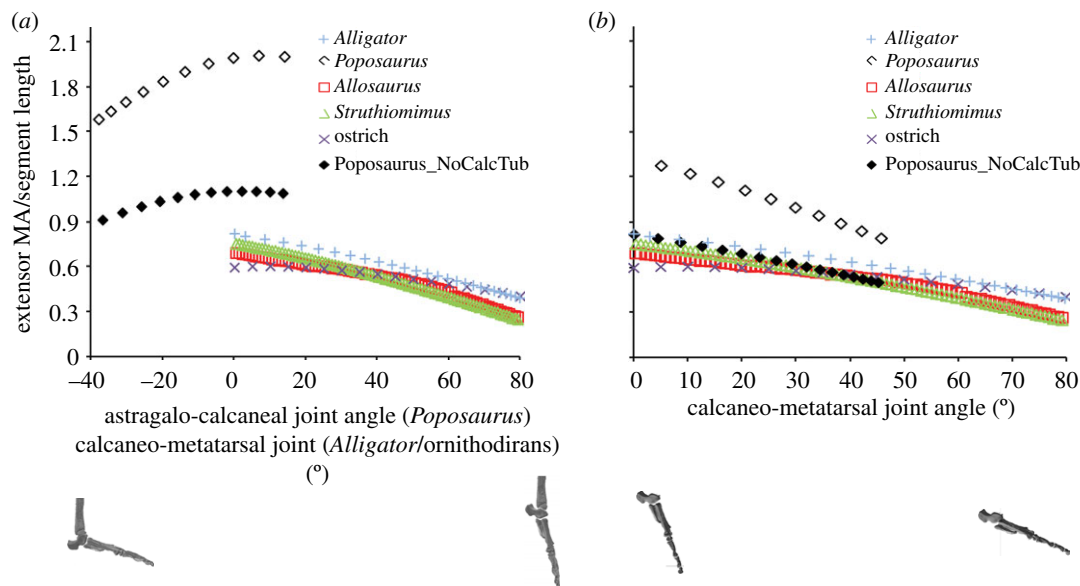 (a)
2.1
1.8
1.5
1.2
0.9
0.6
0.3
0
extensor MA/segment length
–40
–20
0
20
40
60
80
Alligator
Poposaurus
Allosaurus
Struthiomimus
ostrich
Poposaurus_NoCalcTub
astragalo-calcaneal joint angle (Poposaurus)
calcaneo-metatarsal joint (Alligator/ornithodirans)
(°)
(b)
Alligator
Poposaurus
Allosaurus
Struthiomimus
ostrich
Poposaurus_NoCalcTub
0
10
20
30
40
50
60
70
80
calcaneo-metatarsal joint angle (°)